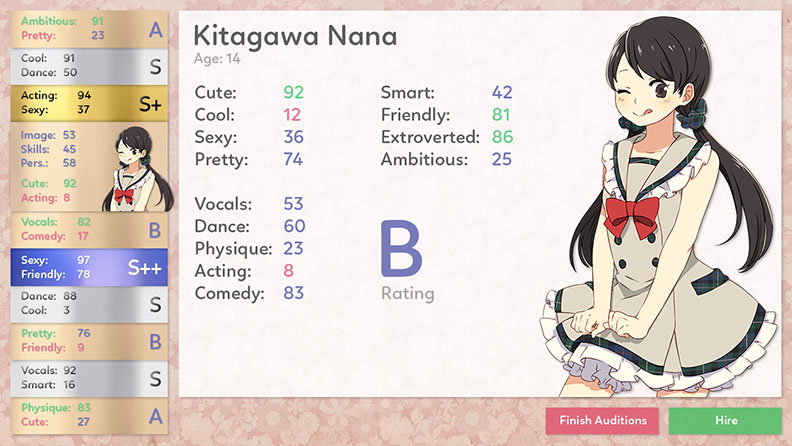 Ambitious: 91
Pretty: 23
A
Cool: 91
Dance: 50
S
Acting: 94
Sexy: 37
S+
Image: 53
Skills: 45
Pers.: 58
Cute: 92
Acting: 8
Vocals: 82
Comedy: 17
B
Sexy: 97
Friendly: 78
S++
Dance: 88
Cool: 3
S
Pretty: 76
Friendly: 9
B
Vocals: 92
Smart: 16
S
Physique: 83
Cute: 27
A
Kitagawa Nana
Age: 14
Cute: 92
Cool: 12
Sexy: 36
Pretty: 74
Smart: 42
Friendly: 81
Extroverted: 86
Ambitious: 25
Vocals: 53
Dance: 60
Physique: 23
Acting: 8
Comedy: 83
B
Rating
Finish Auditions
Hire